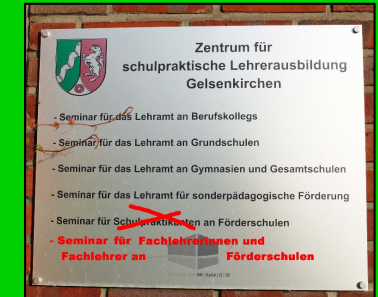 Zentrum für
schulpraktische Lehrerausbildung
Gelsenkirchen
- Seminar für das Lehramt an Berufskollegs
- Seminar für das Lehramt an Grundschulen
- Seminar für das Lehramt an Gymnasien und Gesamtschulen
- Seminar für das Lehramt für sonderpädagogische Förderung
- Seminar für Schulpraktikanten an Förderschulen
- Seminar für Fachlehrerinnen und
Fachlehrer an Förderschulen